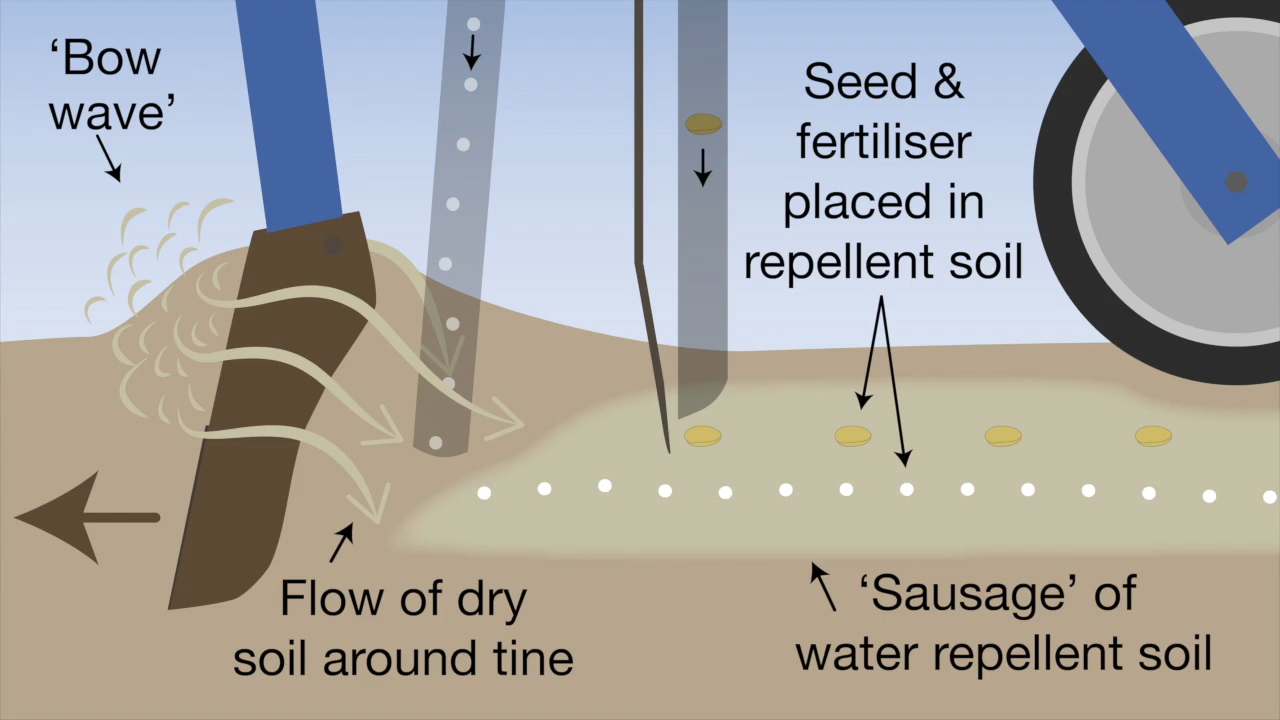 ‘Bow
wave’
Seed &
fertiliser
placed in
repellent soil
Flow of dry
soil around tine
‘Sausage’ of
water repellent soil